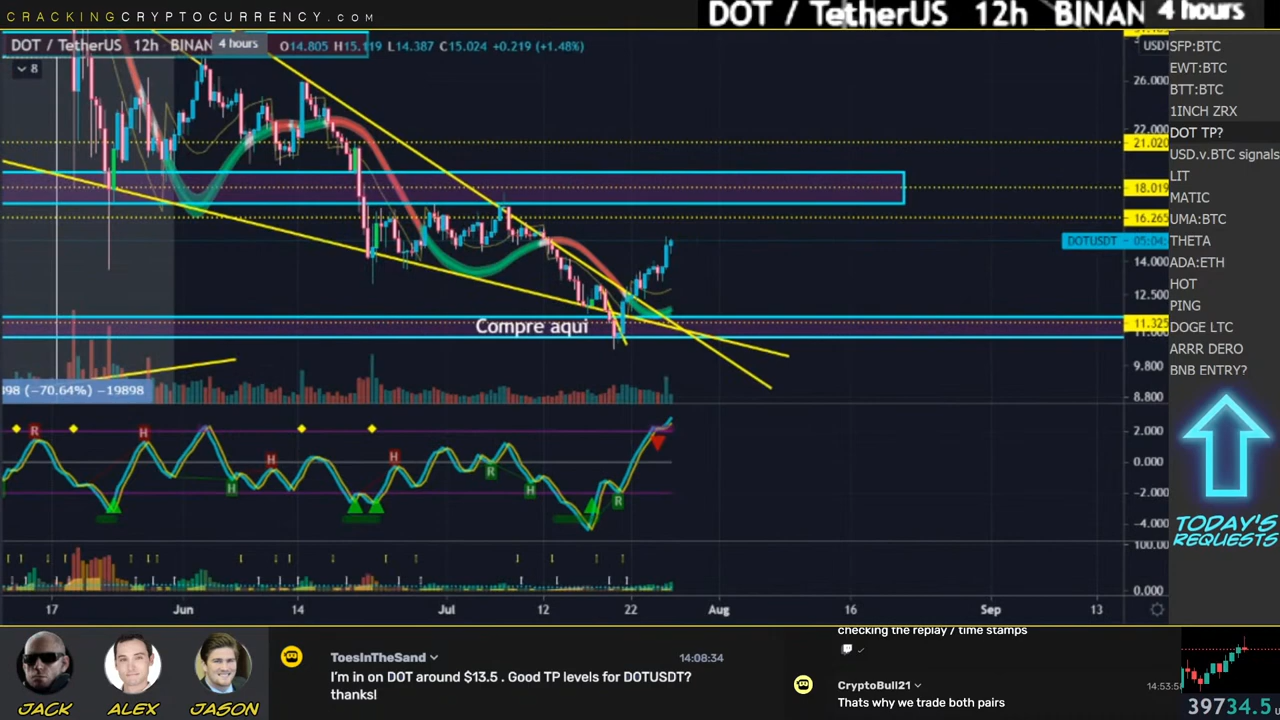 CRACKINGCRYPTOCURRENCY.com
DOT / TetherUS 12h BINAN 4 hours
DOT / TetherUS 12h BINAN 4 hours O14.805 H15.119 L14.387 C15.024 +0.219 (+1.48%)
8
USDT
26.000
22.000
21.020
18.019
16.265
DOTUSDT 05:04:
14.000
12.500
11.325
11.000
9.800
8.800
Compre aqui
898 (−70.64%) −19898
2.000
0.000
-2.000
-4.000
R
H
H
H
H
R
H
R
100.00
0.000
17 Jun 14 Jul 12 22 Aug 16 Sep 13
SFP:BTC
EWT:BTC
BTT:BTC
1INCH ZRX
DOT TP?
USD.v.BTC signals
LIT
MATIC
UMA:BTC
THETA
ADA:ETH
HOT
PING
DOGE LTC
ARRR DERO
BNB ENTRY?
TODAY'S
REQUESTS
JACK ALEX JASON
ToesInTheSand 14:08:34
I'm in on DOT around $13.5 . Good TP levels for DOTUSDT?
thanks!
checking the replay / time stamps
CryptoBull21 14:53:5
Thats why we trade both pairs
39734.5